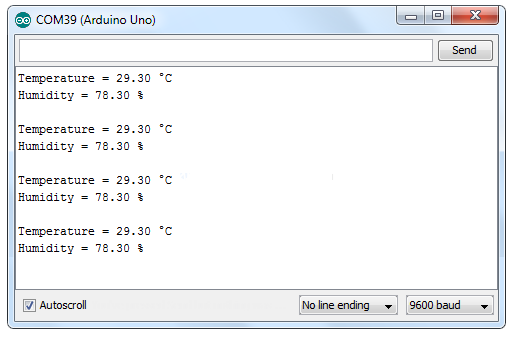 COM39 (Arduino Uno)
Send
Temperature = 29.30 °C
Humidity = 78.30 %
Temperature = 29.30 °C
Humidity = 78.30 %
Temperature = 29.30 °C
Humidity = 78.30 %
Temperature = 29.30 °C
Humidity = 78.30 %
Autoscroll
No line ending
9600 baud